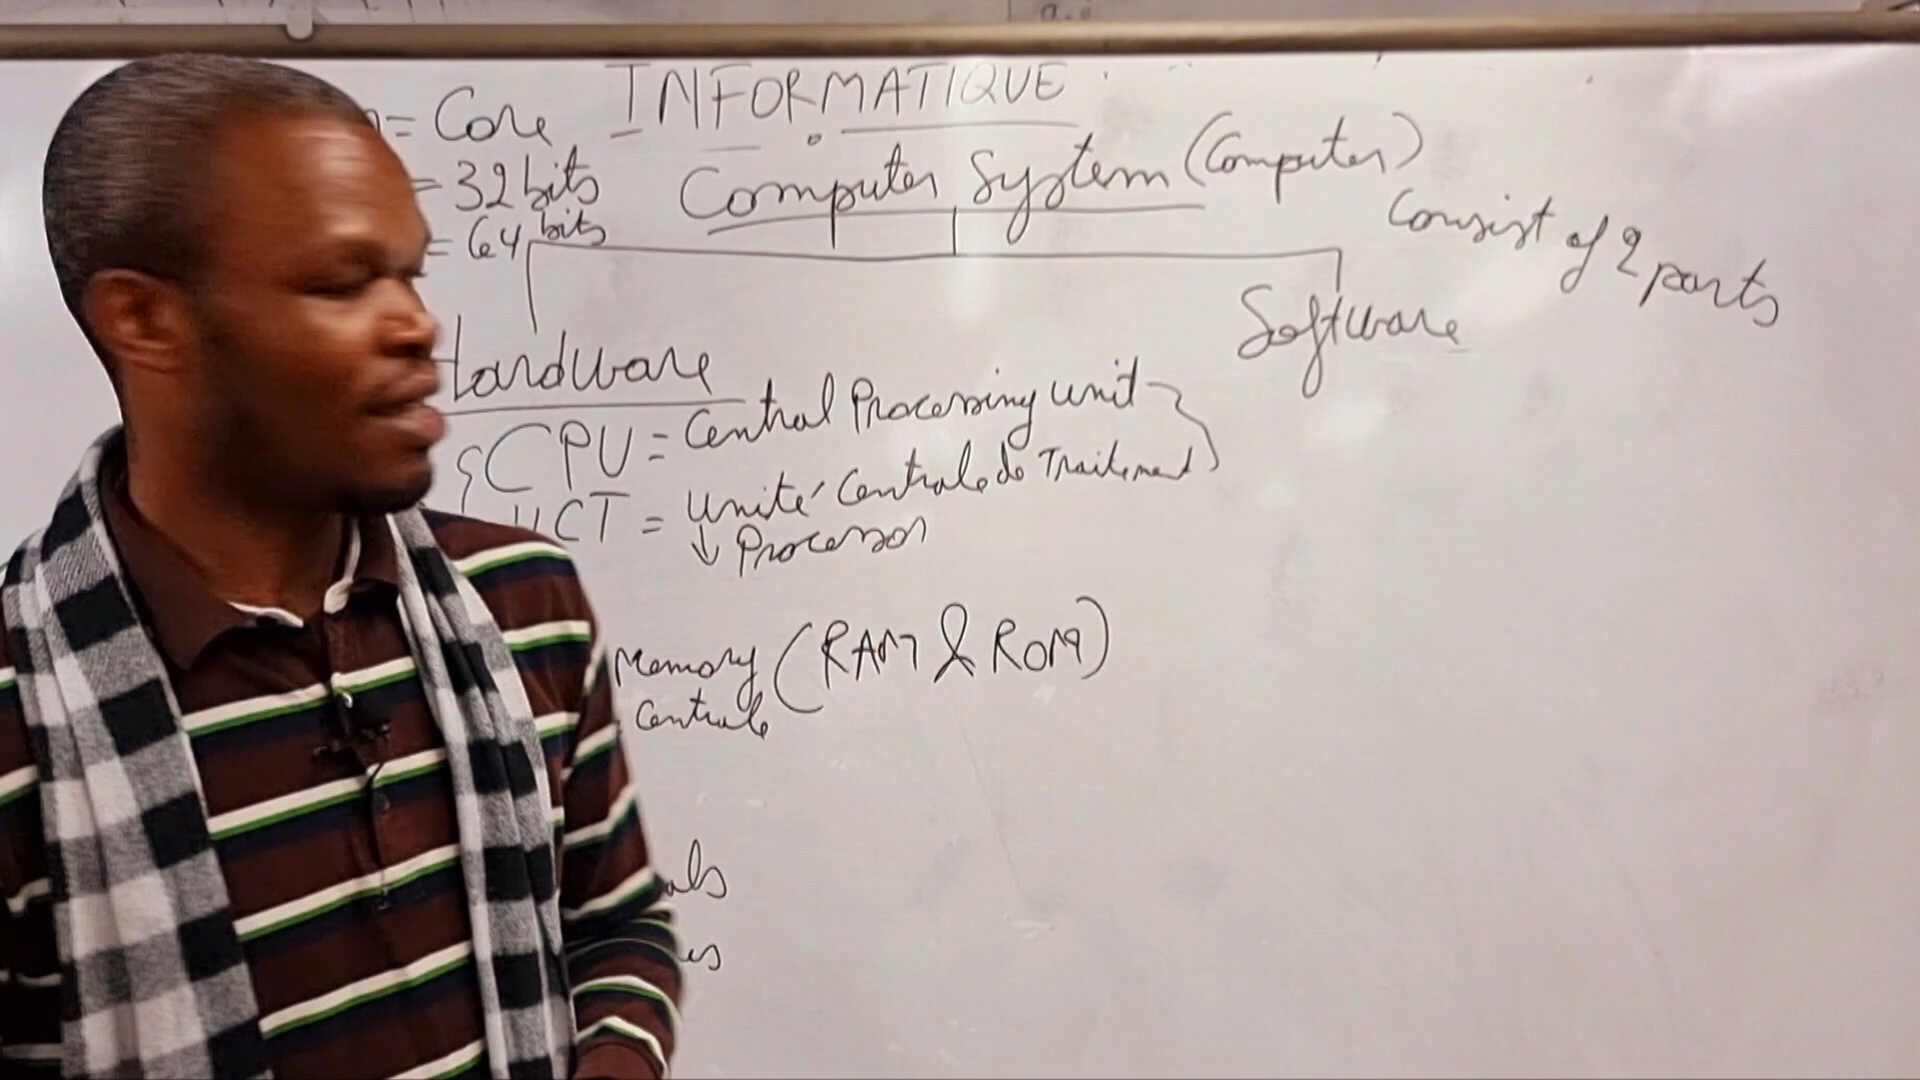 INFORMATIQUE
= Core
= 32 bits
= 64 bits
Computer System (Computer)
Consist of 2 parts
Hardware
Software
CPU = Central Processing unit
UCT = Unité Centrale de Traitement
↓ Processor
Memory (RAM & ROM)
Centrale